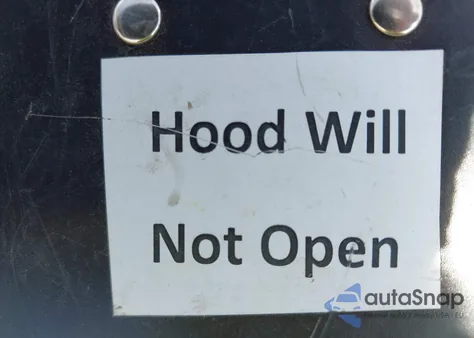 Hood Will
Not Open
autaSnap